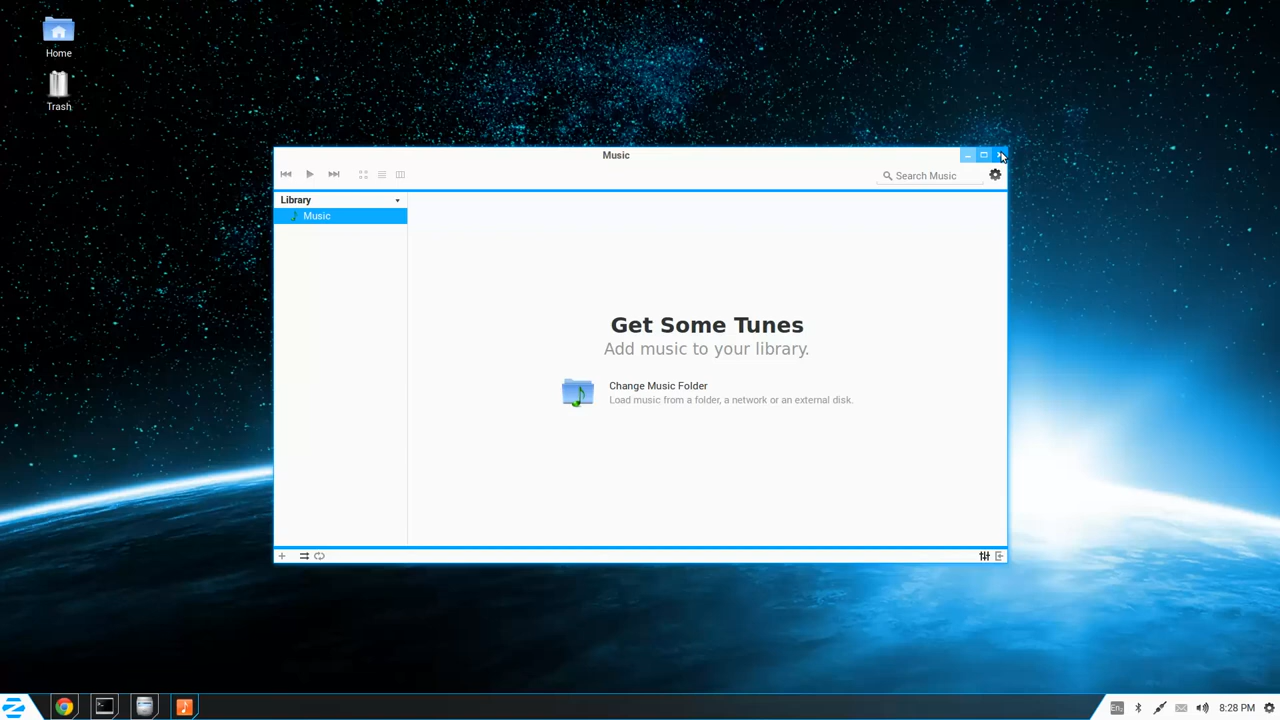 Home
Trash
Music
Search Music
Library
Music
Get Some Tunes
Add music to your library.
Change Music Folder
Load music from a folder, a network or an external disk.
En₁
8:28 PM